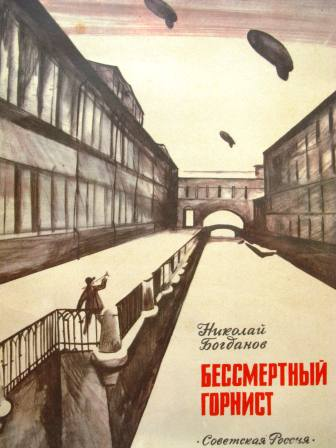 Николай
Богданов
БЕССМЕРТНЫЙ
ГОРНИСТ
·Советская Россия·